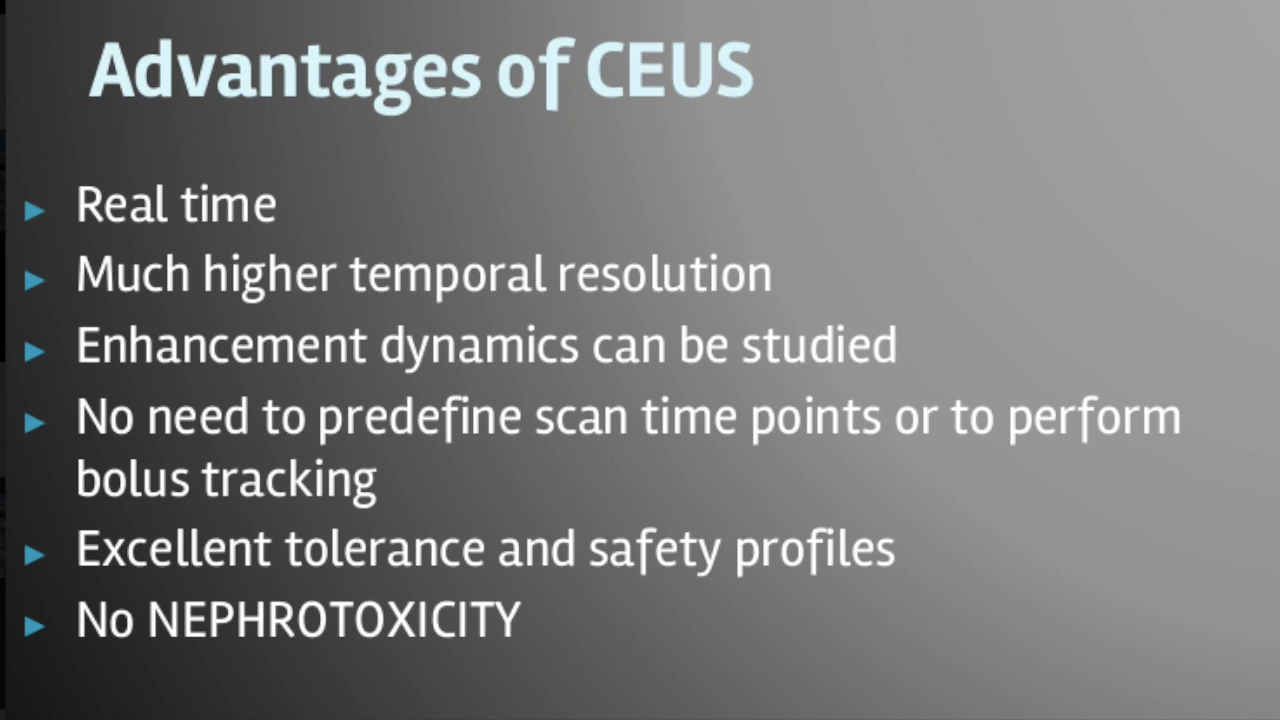 Advantages of CEUS
► Real time
► Much higher temporal resolution
► Enhancement dynamics can be studied
► No need to predefine scan time points or to perform
bolus tracking
► Excellent tolerance and safety profiles
► No NEPHROTOXICITY